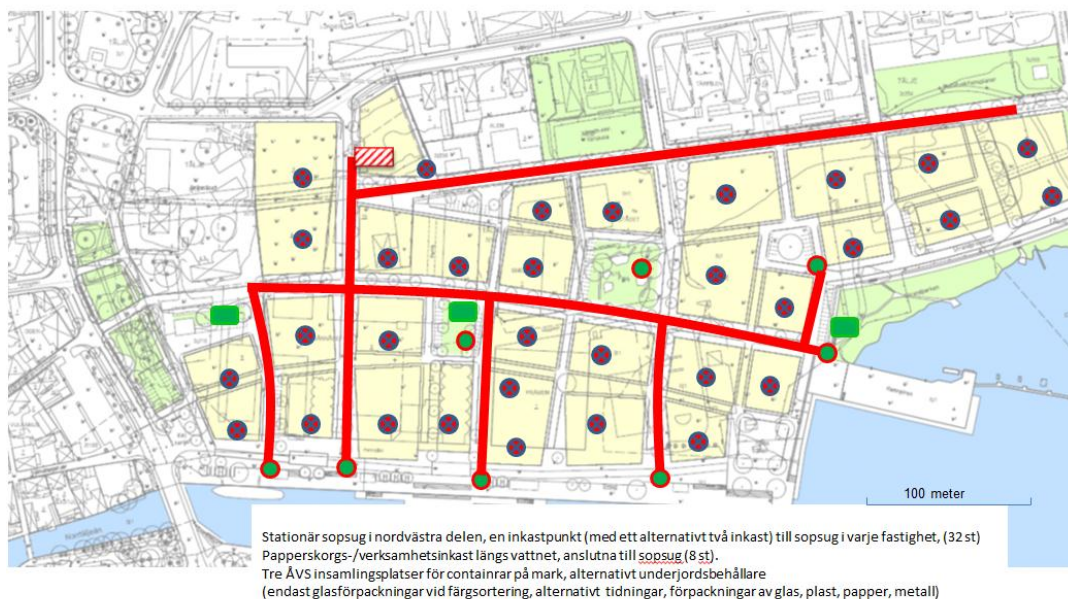 100 meter
Stationär sopsug i nordvästra delen, en inkastpunkt (med ett alternativt två inkast) till sopsug i varje fastighet, (32 st)
Papperskorgs-/verksamhetsinkast längs vattnet, anslutna till sopsug (8 st).
Tre ÅVS insamlingsplatser för containrar på mark, alternativt underjordsbehållare
(endast glasförpackningar vid färgsortering, alternativt tidningar, förpackningar av glas, plast, papper, metall)